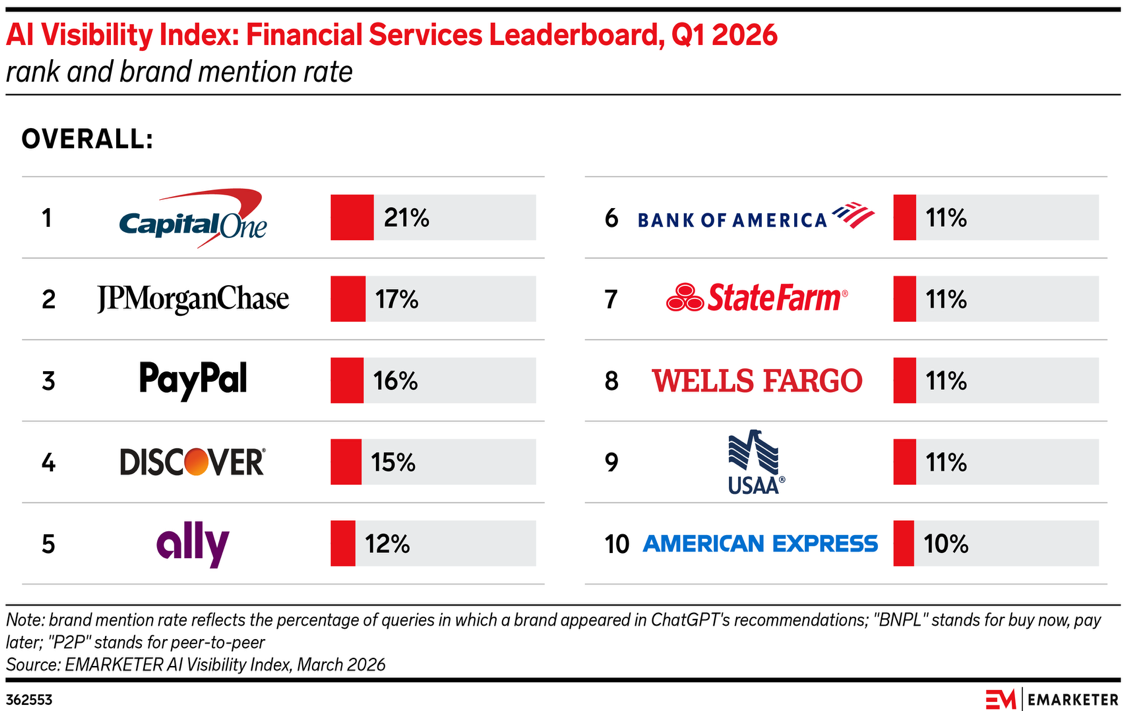 AI Visibility Index: Financial Services Leaderboard, Q1 2026
rank and brand mention rate
OVERALL:
1 CapitalOne 21%
2 JPMorganChase 17%
3 PayPal 16%
4 DISCOVER® 15%
5 ally 12%
6 BANK OF AMERICA 11%
7 StateFarm® 11%
8 WELLS FARGO 11%
9 USAA® 11%
10 AMERICAN EXPRESS 10%
Note: brand mention rate reflects the percentage of queries in which a brand appeared in ChatGPT's recommendations; "BNPL" stands for buy now, pay
later; "P2P" stands for peer-to-peer
Source: EMARKETER AI Visibility Index, March 2026
362553
EM | EMARKETER